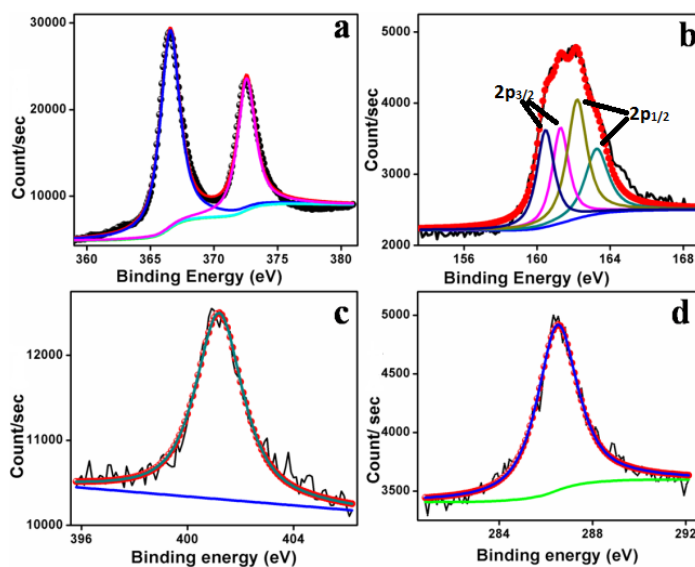 a
30000
20000
10000
Count/sec
360 365 370 375 380
Binding Energy (eV)
b
5000
4000
3000
2000
Count/sec
2p3/2
2p1/2
156 160 164 168
Binding Energy (eV)
c
12000
11000
10000
Count/sec
396 400 404
Binding energy (eV)
d
5000
4500
4000
3500
Count/ sec
284 288 292
Binding energy (eV)